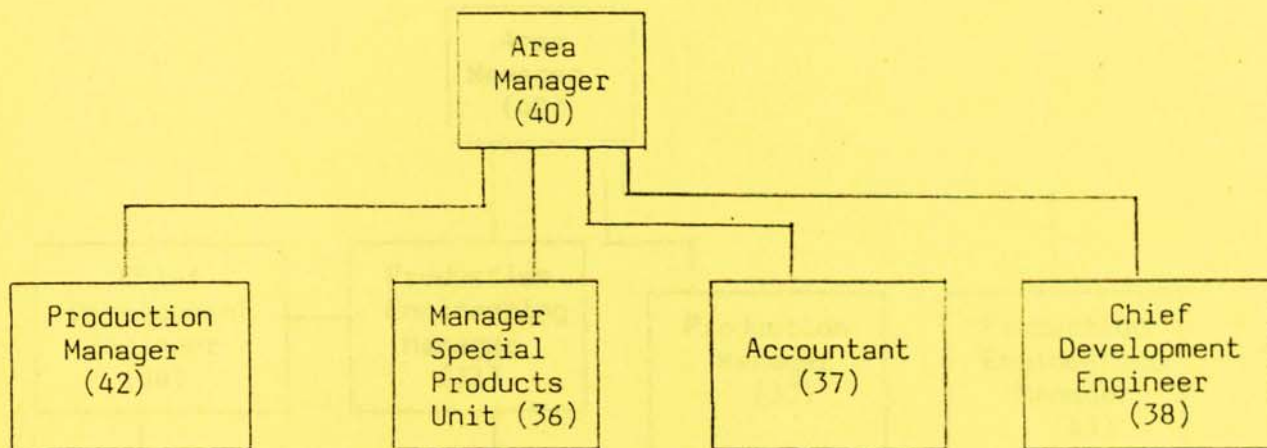 Area
Manager
(40)
Production
Manager
(42)
Manager
Special
Products
Unit (36)
Accountant
(37)
Chief
Development
Engineer
(38)